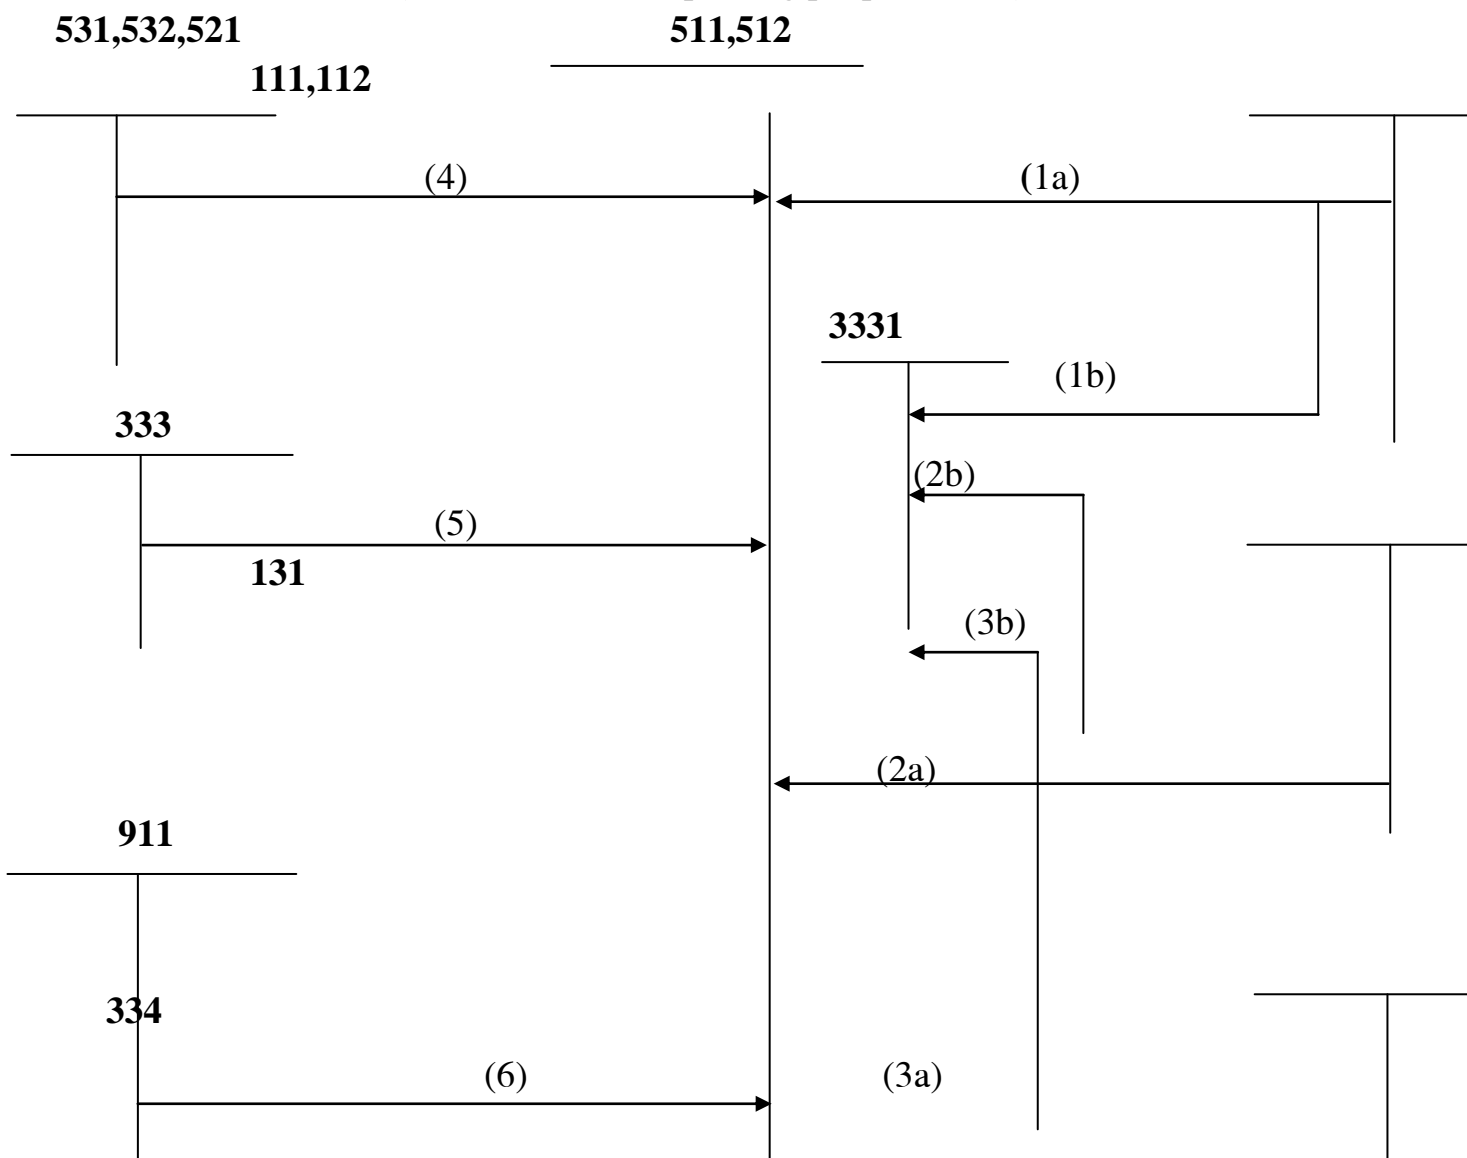 531,532,521 511,512
111,112
(4) (1a)
3331
(1b)
333
(2b)
(5)
131
(3b)
(2a)
911
334
(6) (3a)